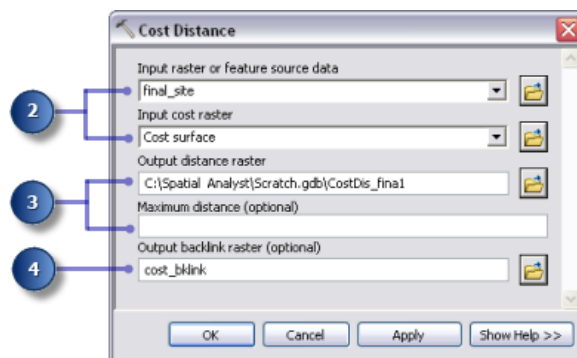 Cost Distance
Input raster or feature source data
final_site
2
Input cost raster
Cost surface
Output distance raster
C:\Spatial Analyst\Scratch.gdb\CostDis_fina1
3
Maximum distance (optional)
Output backlink raster (optional)
4
cost_bklink
OK
Cancel
Apply
Show Help >>